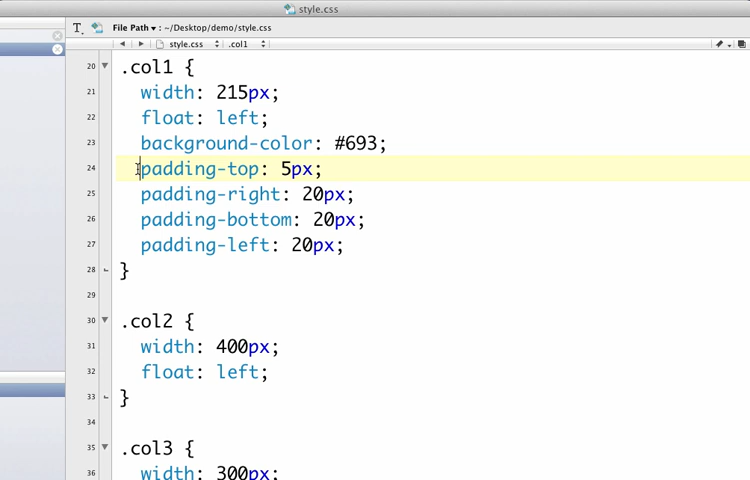 style.css
File Path ▾ : ~/Desktop/demo/style.css
style.css .col1
20 .col1 {
21 width: 215px;
22 float: left;
23 background-color: #693;
24 padding-top: 5px;
25 padding-right: 20px;
26 padding-bottom: 20px;
27 padding-left: 20px;
28 }
29
30 .col2 {
31 width: 400px;
32 float: left;
33 }
34
35 .col3 {
36 width: 300px;